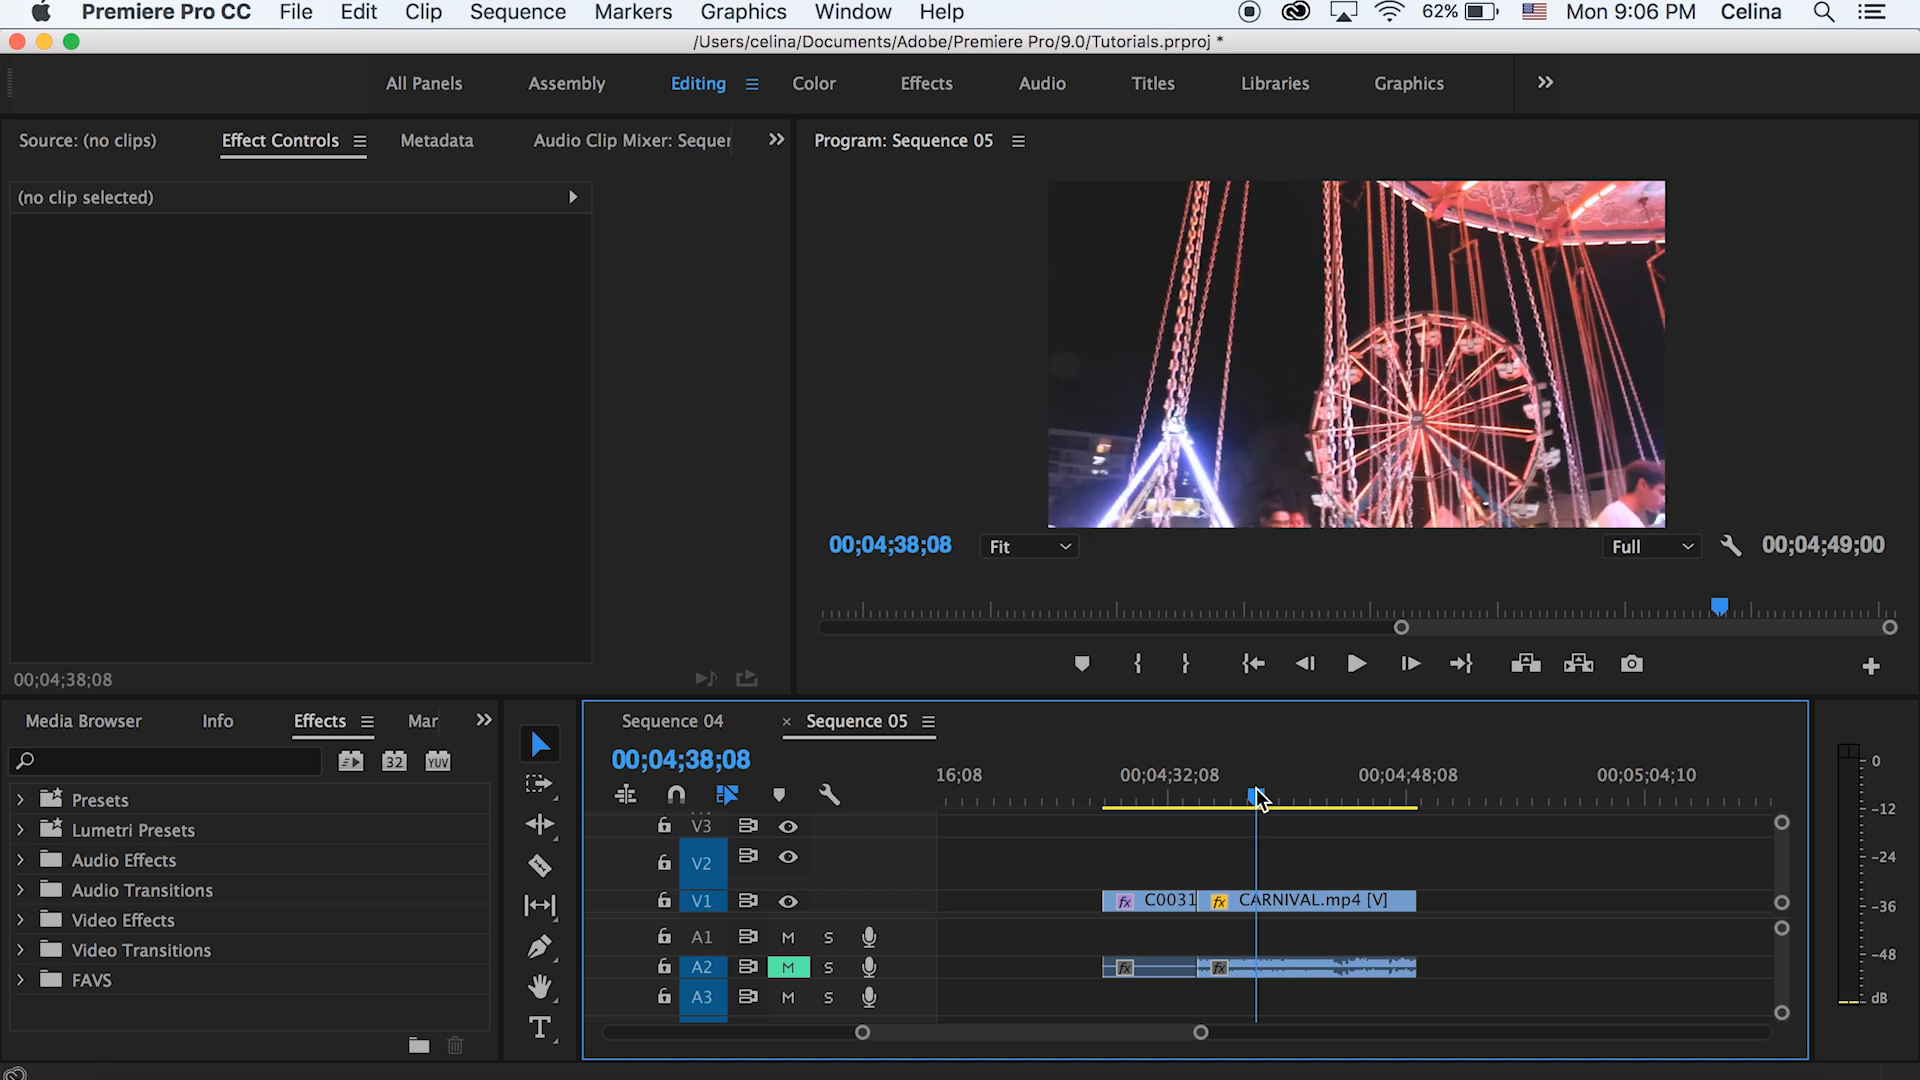 Premiere Pro CC File Edit Clip Sequence Markers Graphics Window Help 62% Mon 9:06 PM Celina
/Users/celina/Documents/Adobe/Premiere Pro/9.0/Tutorials.prproj *
All Panels Assembly Editing Color Effects Audio Titles Libraries Graphics
Source: (no clips) Effect Controls Metadata Audio Clip Mixer: Sequer
Program: Sequence 05
(no clip selected)
00;04;38;08 Fit Full 00;04;49;00
00;04;38;08
Media Browser Info Effects Mar
32 YUV
Presets
Lumetri Presets
Audio Effects
Audio Transitions
Video Effects
Video Transitions
FAVS
T
Sequence 04 × Sequence 05
00;04;38;08
16;08 00;04;32;08 00;04;48;08 00;05;04;10
V3
V2
V1 fx C0031 fx CARNIVAL.mp4 [V]
A1 M S
A2 M S fx fx
A3 M S
0
-12
-24
-36
-48
dB